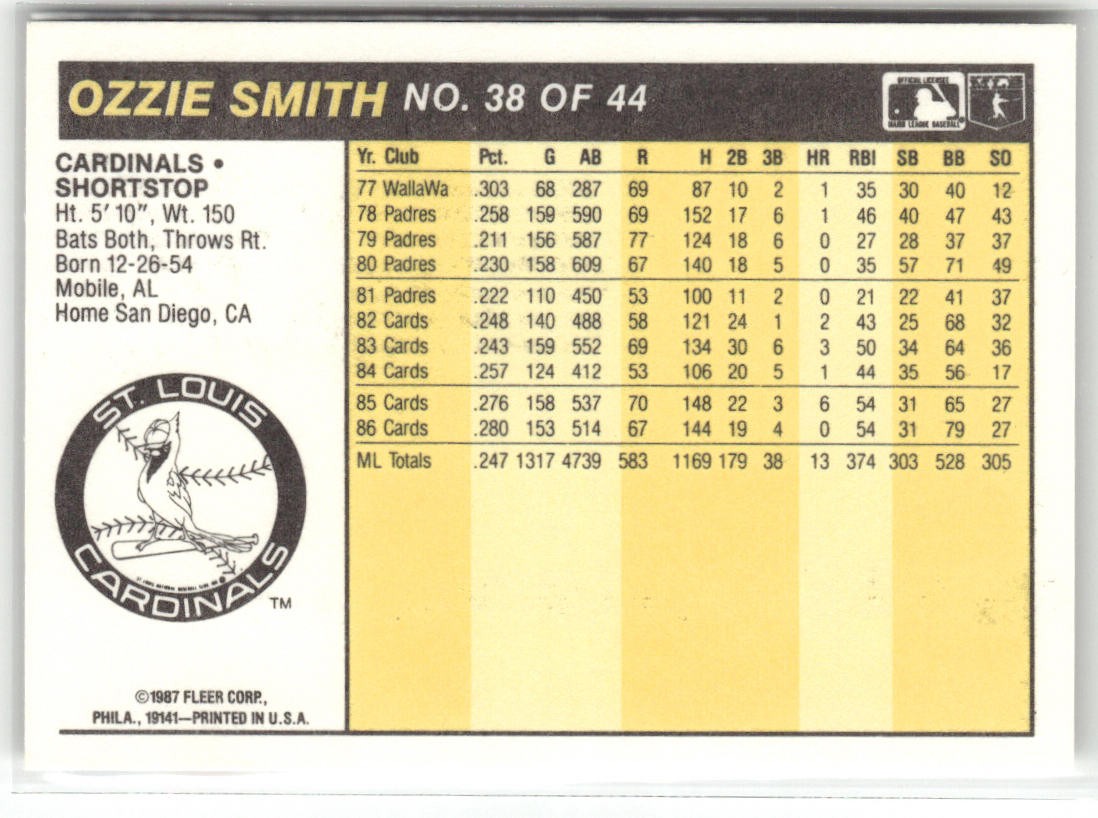 OZZIE SMITH NO. 38 OF 44
OFFICIAL LICENSEE
MAJOR LEAGUE BASEBALL
CARDINALS •
SHORTSTOP
Ht. 5' 10", Wt. 150
Bats Both, Throws Rt.
Born 12-26-54
Mobile, AL
Home San Diego, CA
ST. LOUIS
CARDINALS
TM
©1987 FLEER CORP.,
PHILA., 19141—PRINTED IN U.S.A.
Yr. Club Pct. G AB R H 2B 3B HR RBI SB BB SO
77 WallaWa .303 68 287 69 87 10 2 1 35 30 40 12
78 Padres .258 159 590 69 152 17 6 1 46 40 47 43
79 Padres .211 156 587 77 124 18 6 0 27 28 37 37
80 Padres .230 158 609 67 140 18 5 0 35 57 71 49
81 Padres .222 110 450 53 100 11 2 0 21 22 41 37
82 Cards .248 140 488 58 121 24 1 2 43 25 68 32
83 Cards .243 159 552 69 134 30 6 3 50 34 64 36
84 Cards .257 124 412 53 106 20 5 1 44 35 56 17
85 Cards .276 158 537 70 148 22 3 6 54 31 65 27
86 Cards .280 153 514 67 144 19 4 0 54 31 79 27
ML Totals .247 1317 4739 583 1169 179 38 13 374 303 528 305